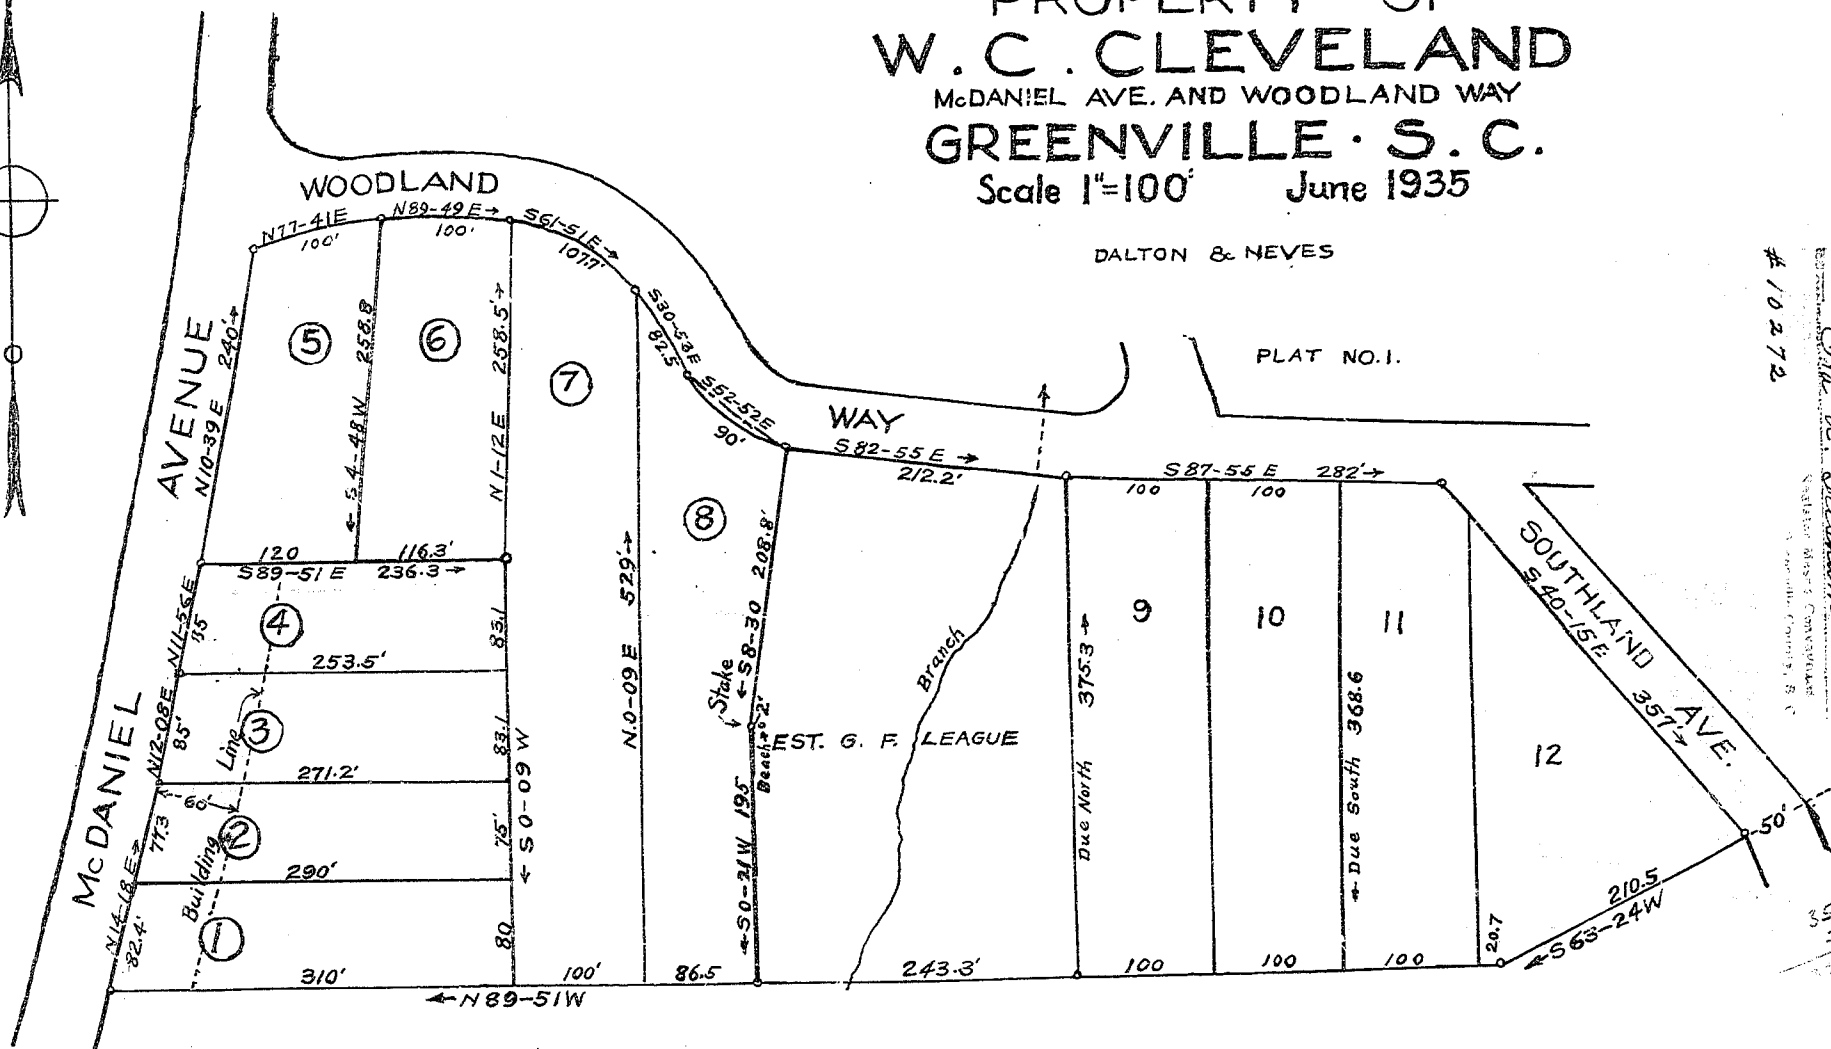 PROPERTY OF
W. C. CLEVELAND
McDANIEL AVE. AND WOODLAND WAY
GREENVILLE · S. C.
Scale 1"=100' June 1935
DALTON & NEVES
# 102272
PLAT NO. 1.
WOODLAND
N77-41E
100'
N89-49E
100'
S61-51E
107.7'
S30-53E
82.5
S52-52E
90'
WAY
S82-55E
212.2'
S87-55E 282'
100
100
McDANIEL AVENUE
N10-39E 240'
5
258.8
S4-48W
6
258.5'
N1-12E
7
8
120
116.3'
S89-51E 236.3
N11-56E
85
4
83.1
253.5'
N12-08E
85'
Line
3
83.1
271.2'
60'
77.3
2
75'
S0-09W
290'
Building
N14-18E
82.4'
1
80
310'
N0-09E 529'
S8-30 208.8'
Stake
2'
S0-21W 195
Branch
EST. G. F. LEAGUE
375.3
Due North
9
10
11
Due South 368.6
12
SOUTHLAND AVE.
S40-15E 357
50'
210.5
S63-24W
20.7
100'
86.5
243.3'
100
100
100
N89-51W